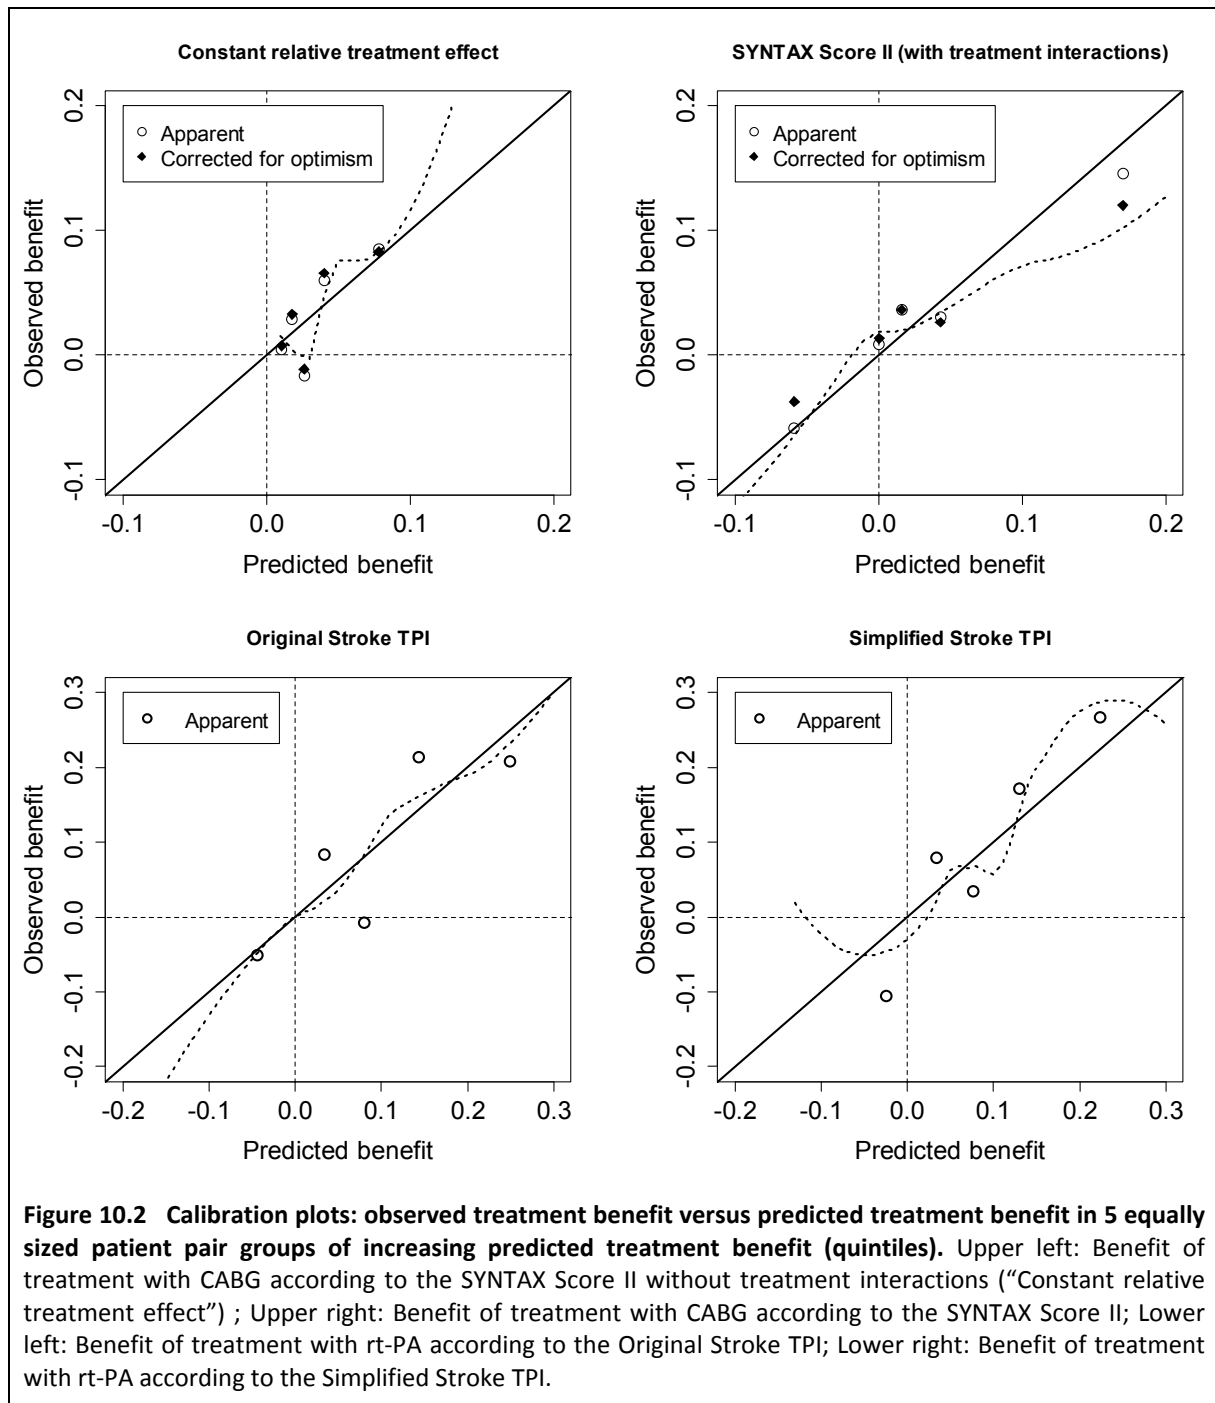 Constant relative treatment effect
SYNTAX Score II (with treatment interactions)
0.2
0.1
0.0
-0.1
Observed benefit
Apparent
Corrected for optimism
-0.1 0.0 0.1 0.2
Predicted benefit
0.2
0.1
0.0
-0.1
Observed benefit
Apparent
Corrected for optimism
-0.1 0.0 0.1 0.2
Predicted benefit
Original Stroke TPI
Simplified Stroke TPI
0.3
0.2
0.1
0.0
-0.1
-0.2
Observed benefit
Apparent
-0.2 -0.1 0.0 0.1 0.2 0.3
Predicted benefit
0.3
0.2
0.1
0.0
-0.1
-0.2
Observed benefit
Apparent
-0.2 -0.1 0.0 0.1 0.2 0.3
Predicted benefit
Figure 10.2 Calibration plots: observed treatment benefit versus predicted treatment benefit in 5 equally
sized patient pair groups of increasing predicted treatment benefit (quintiles). Upper left: Benefit of
treatment with CABG according to the SYNTAX Score II without treatment interactions (“Constant relative
treatment effect”) ; Upper right: Benefit of treatment with CABG according to the SYNTAX Score II; Lower
left: Benefit of treatment with rt-PA according to the Original Stroke TPI; Lower right: Benefit of treatment
with rt-PA according to the Simplified Stroke TPI.